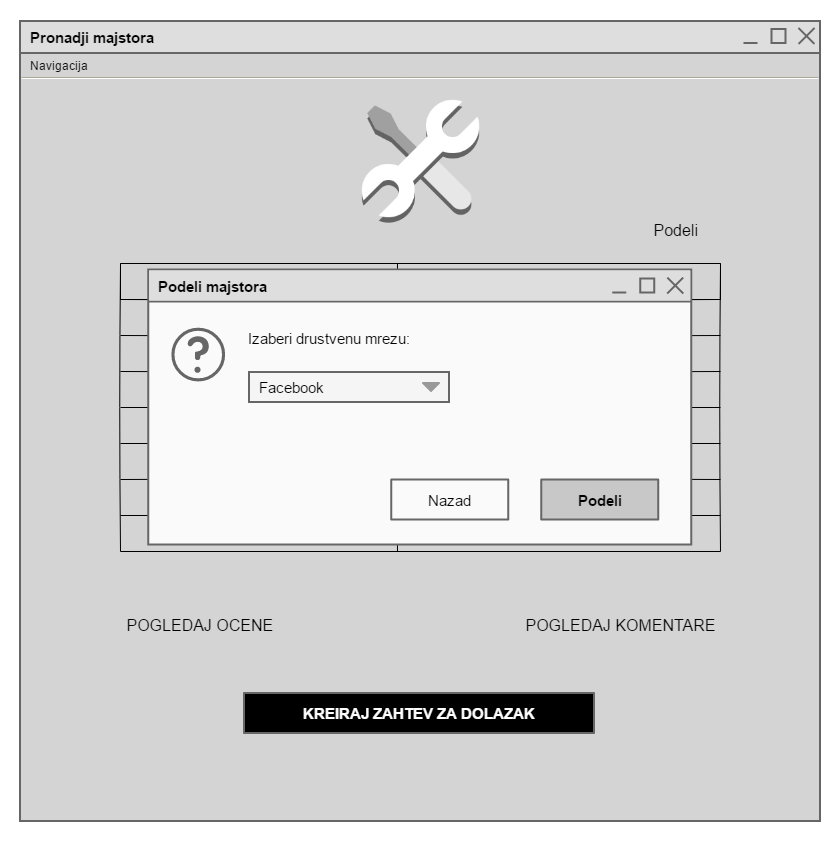 Pronadji majstora
Navigacija
Podeli
Podeli majstora
Izaberi drustvenu mrezu:
Facebook
Nazad
Podeli
POGLEDAJ OCENE
POGLEDAJ KOMENTARE
KREIRAJ ZAHTEV ZA DOLAZAK